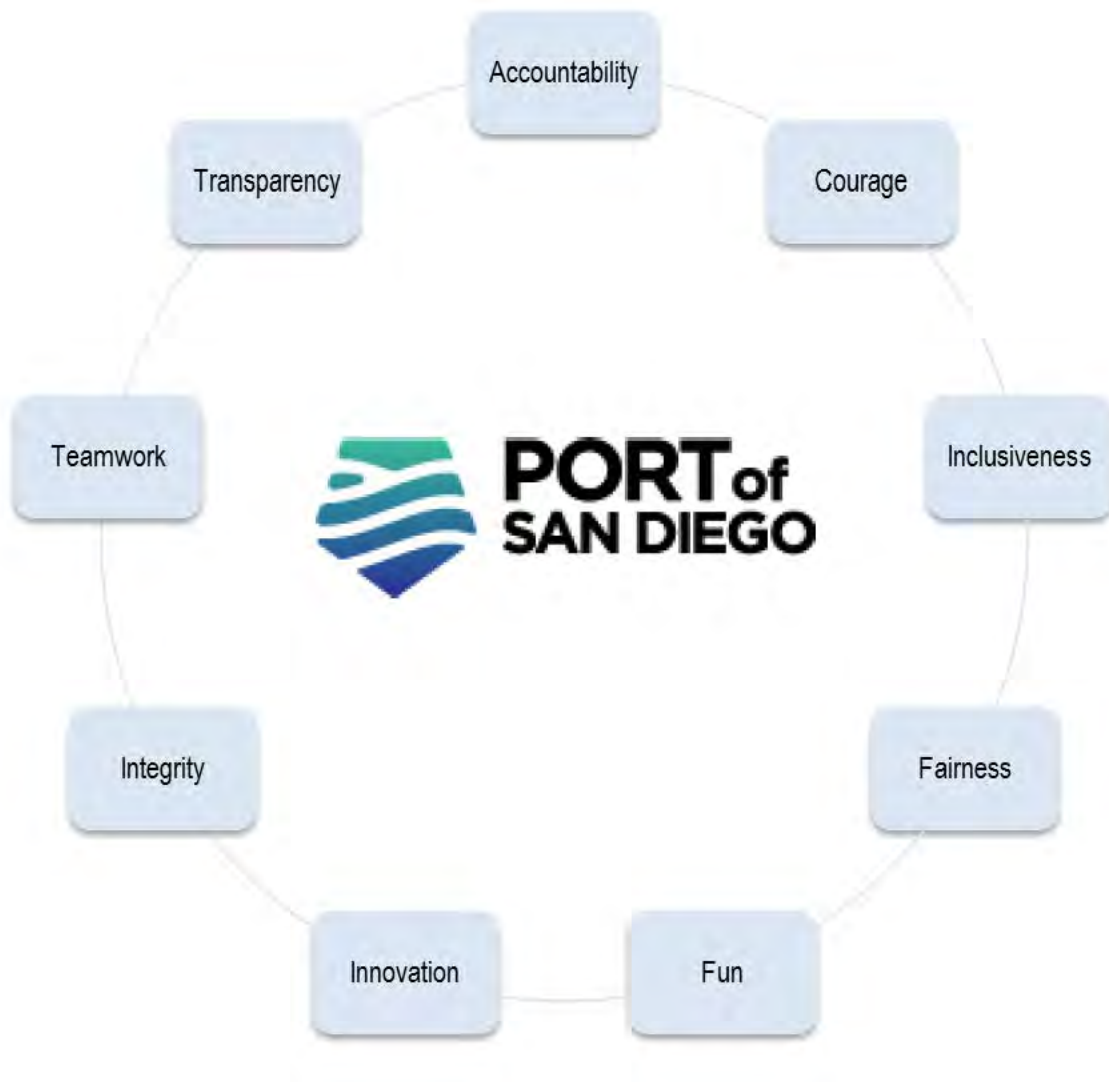 Accountability
Transparency
Courage
Teamwork
PORT of
SAN DIEGO
Inclusiveness
Integrity
Fairness
Innovation
Fun